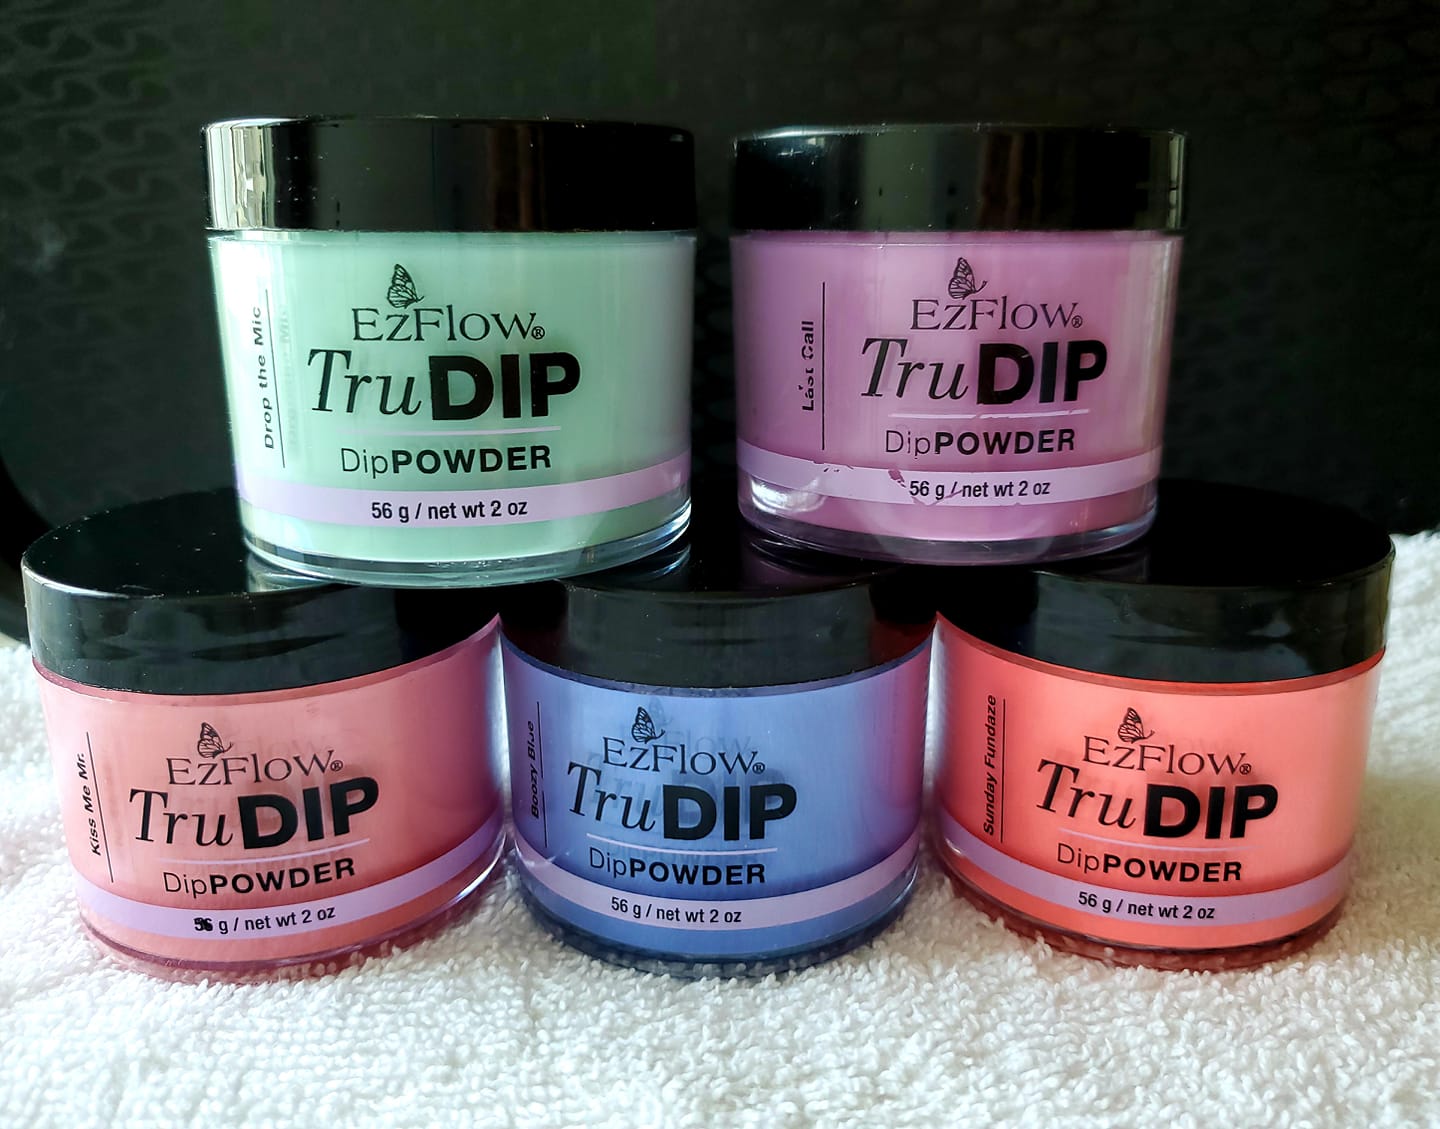 Drop the Mic
EzFlow®
TruDIP
DipPOWDER
56 g / net wt 2 oz
Last Call
EzFlow®
TruDIP
DipPOWDER
56 g / net wt 2 oz
Kiss Me Mr.
EzFlow®
TruDIP
DipPOWDER
56 g / net wt 2 oz
Boozy Blue
EzFlow®
TruDIP
DipPOWDER
56 g / net wt 2 oz
Sunday Fundaze
EzFlow®
TruDIP
DipPOWDER
56 g / net wt 2 oz